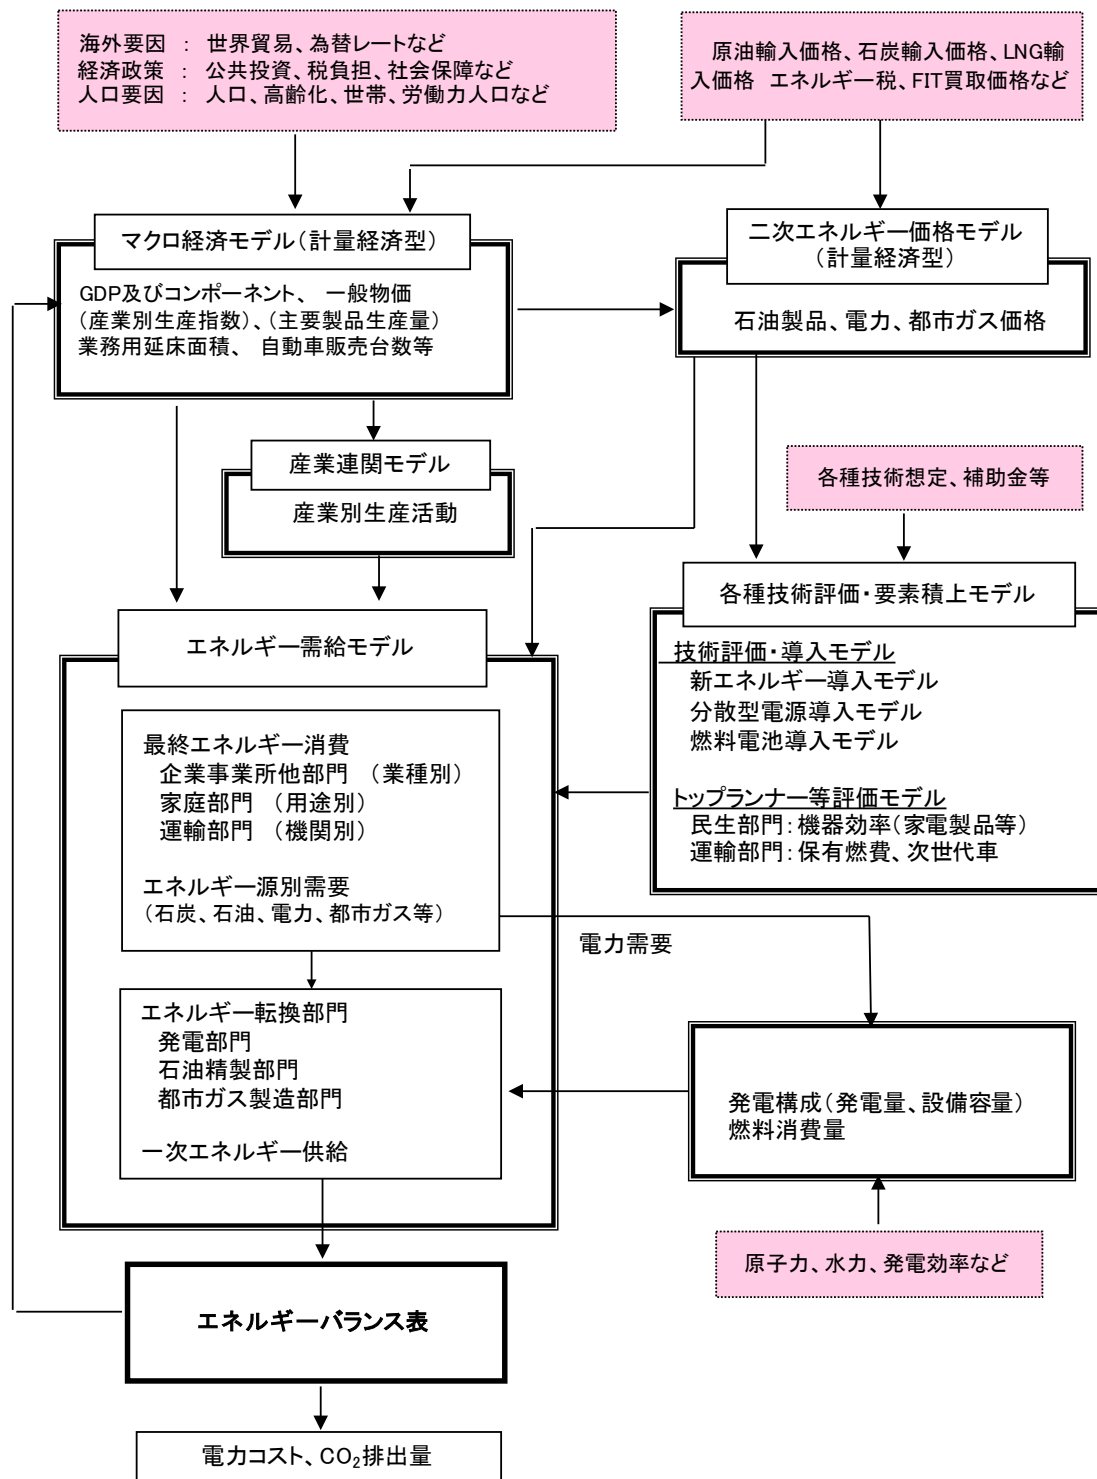 海外要因 : 世界貿易、為替レートなど
経済政策 : 公共投資、税負担、社会保障など
人口要因 : 人口、高齢化、世帯、労働力人口など
原油輸入価格、石炭輸入価格、LNG輸
入価格 エネルギー税、FIT買取価格など
マクロ経済モデル(計量経済型)
GDP及びコンポーネント、 一般物価
(産業別生産指数)、(主要製品生産量)
業務用延床面積、 自動車販売台数等
二次エネルギー価格モデル
(計量経済型)
石油製品、電力、都市ガス価格
産業連関モデル
産業別生産活動
各種技術想定、補助金等
各種技術評価・要素積上モデル
技術評価・導入モデル
新エネルギー導入モデル
分散型電源導入モデル
燃料電池導入モデル
トップランナー等評価モデル
民生部門:機器効率(家電製品等)
運輸部門:保有燃費、次世代車
エネルギー需給モデル
最終エネルギー消費
企業事業所他部門 (業種別)
家庭部門 (用途別)
運輸部門 (機関別)
エネルギー源別需要
(石炭、石油、電力、都市ガス等)
電力需要
エネルギー転換部門
発電部門
石油精製部門
都市ガス製造部門
一次エネルギー供給
発電構成(発電量、設備容量)
燃料消費量
原子力、水力、発電効率など
エネルギーバランス表
電力コスト、CO₂排出量